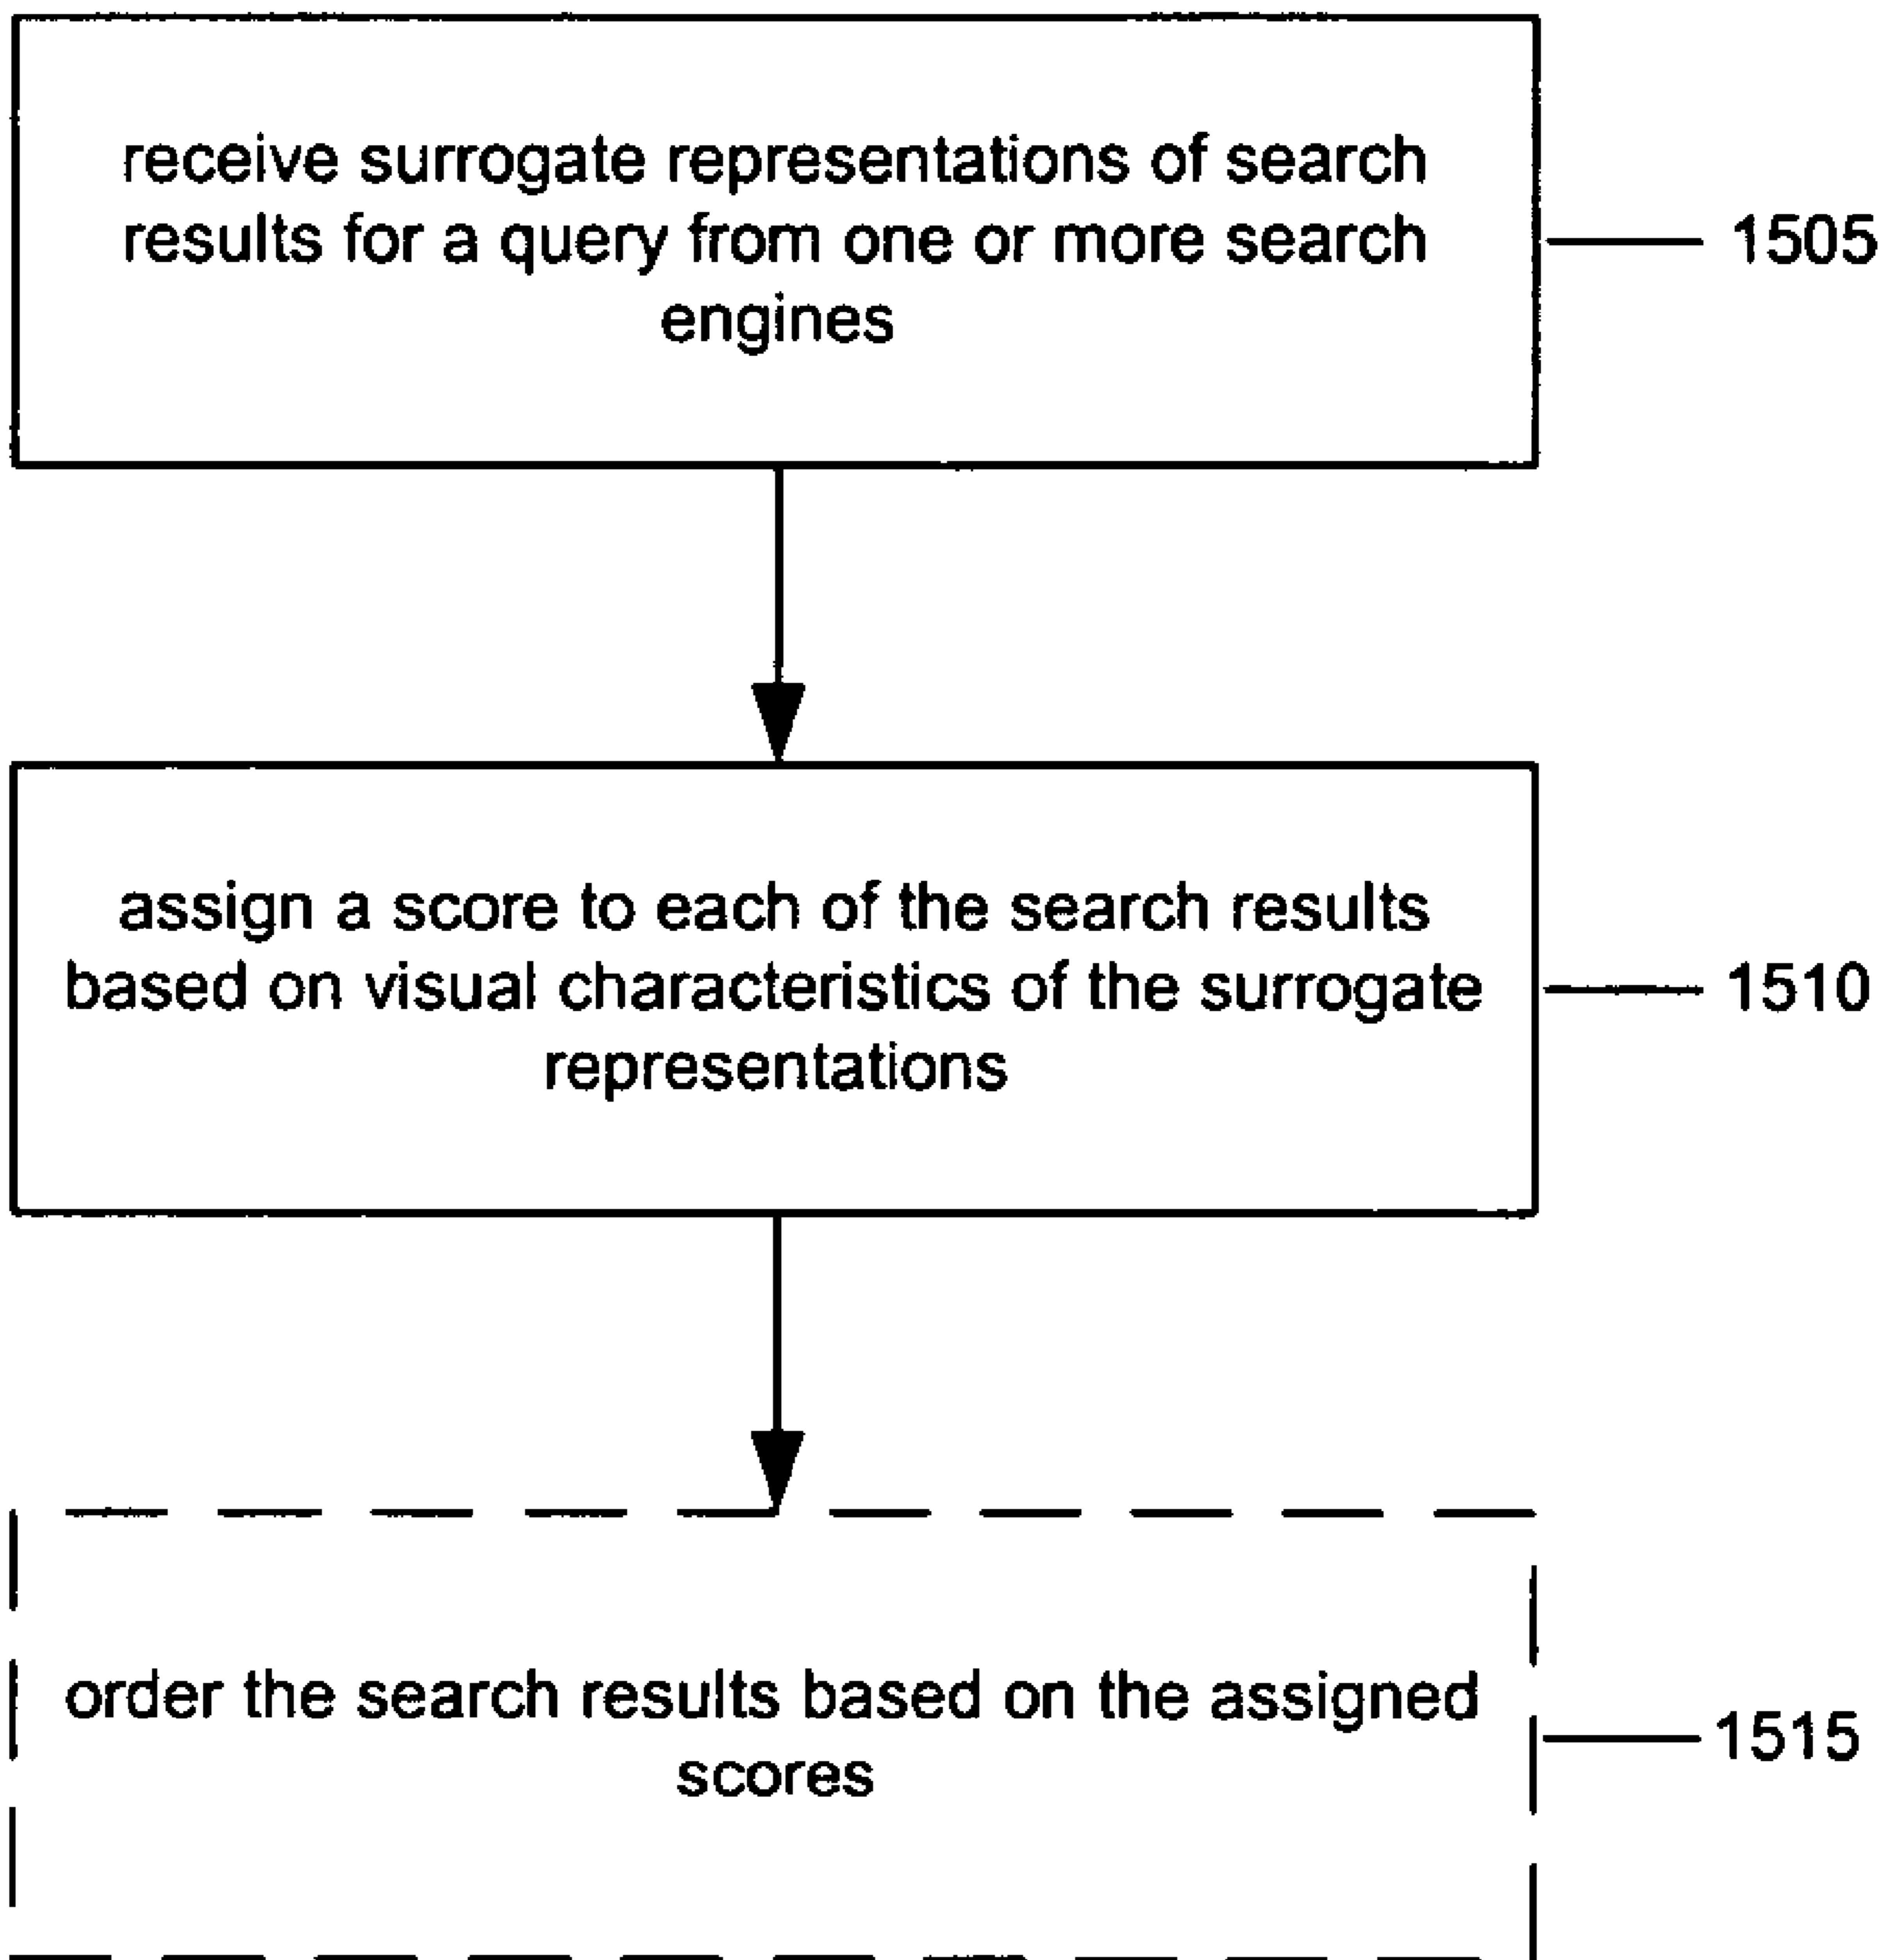 receive surrogate representations of search
results for a query from one or more search
engines
1505
assign a score to each of the search results
based on visual characteristics of the surrogate
representations
1510
order the search results based on the assigned
scores
1515